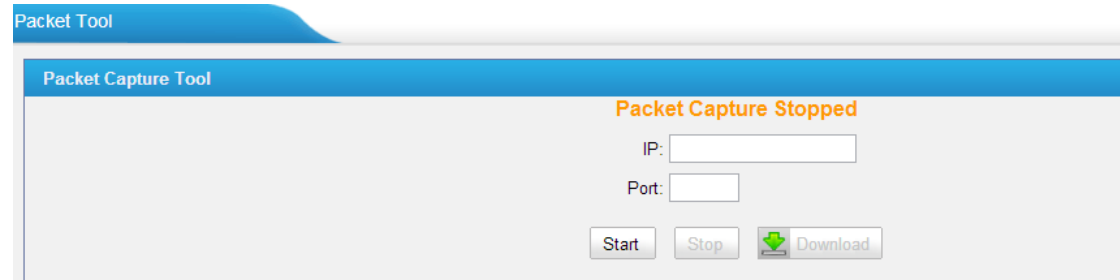 Packet Tool
Packet Capture Tool
Packet Capture Stopped
IP:
Port:
Start Stop Download